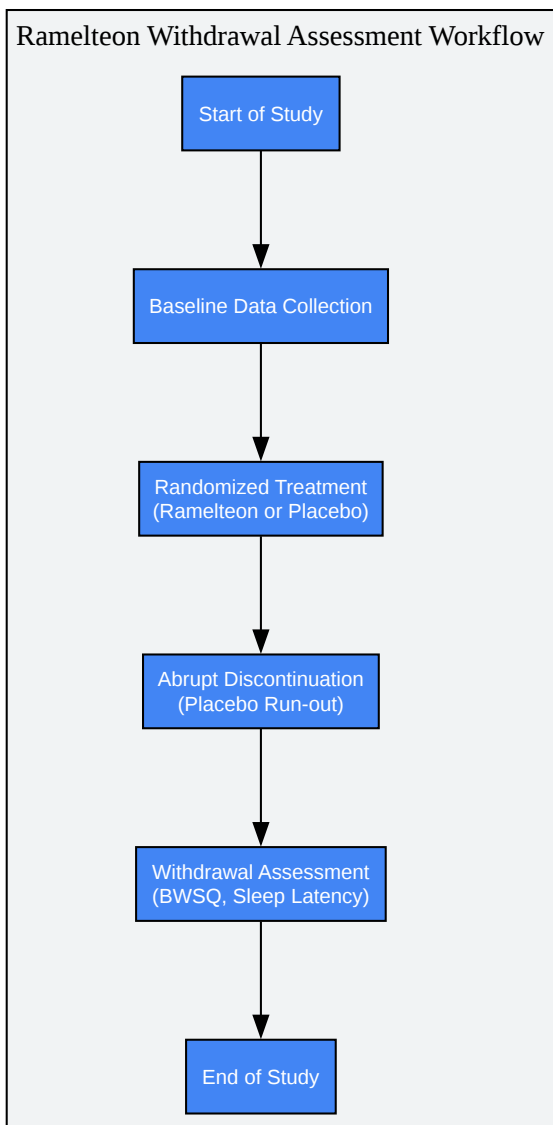 Ramelteon Withdrawal Assessment Workflow
Start of Study
Baseline Data Collection
Randomized Treatment
(Ramelteon or Placebo)
Abrupt Discontinuation
(Placebo Run-out)
Withdrawal Assessment
(BWSQ, Sleep Latency)
End of Study